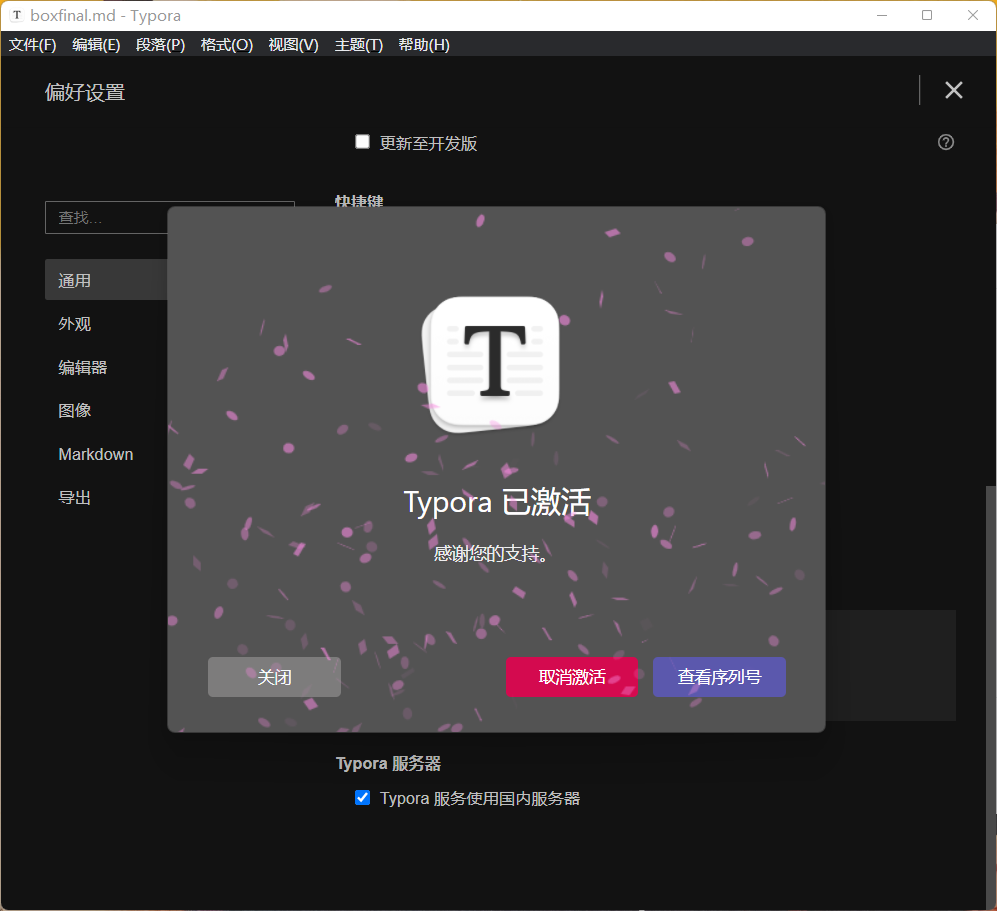 boxfinal.md - Typora
文件(F) 编辑(E) 段落(P) 格式(O) 视图(V) 主题(T) 帮助(H)
偏好设置
更新至开发版
快捷键
查找...
通用
外观
编辑器
图像
Markdown
导出
T
Typora 已激活
感谢您的支持。
关闭 取消激活 查看序列号
Typora 服务器
Typora 服务使用国内服务器